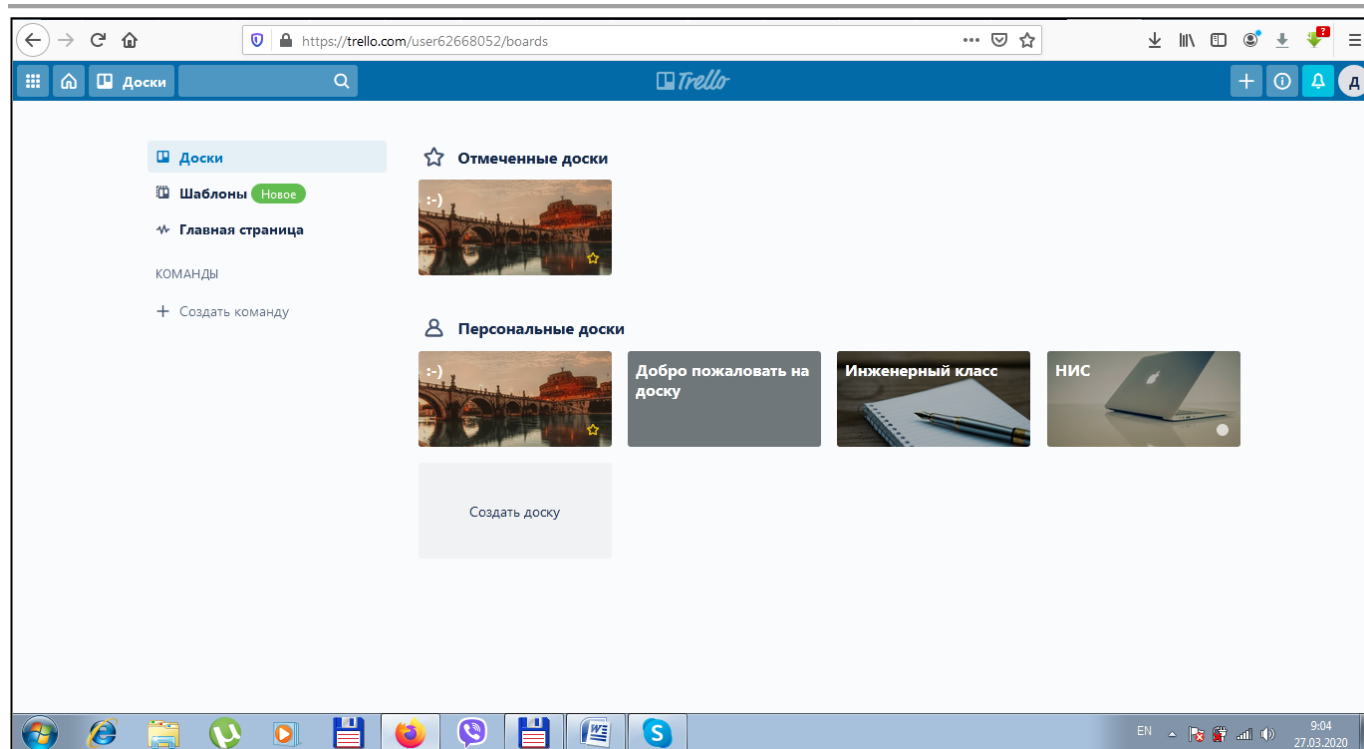 https://trello.com/user62668052/boards
Доски
Trello
Д
Доски
Шаблоны Новое
Главная страница
КОМАНДЫ
+ Создать команду
Отмеченные доски
:-)
Персональные доски
:-)
Добро пожаловать на
доску
Инженерный класс
НИС
Создать доску
EN
9:04
27.03.2020